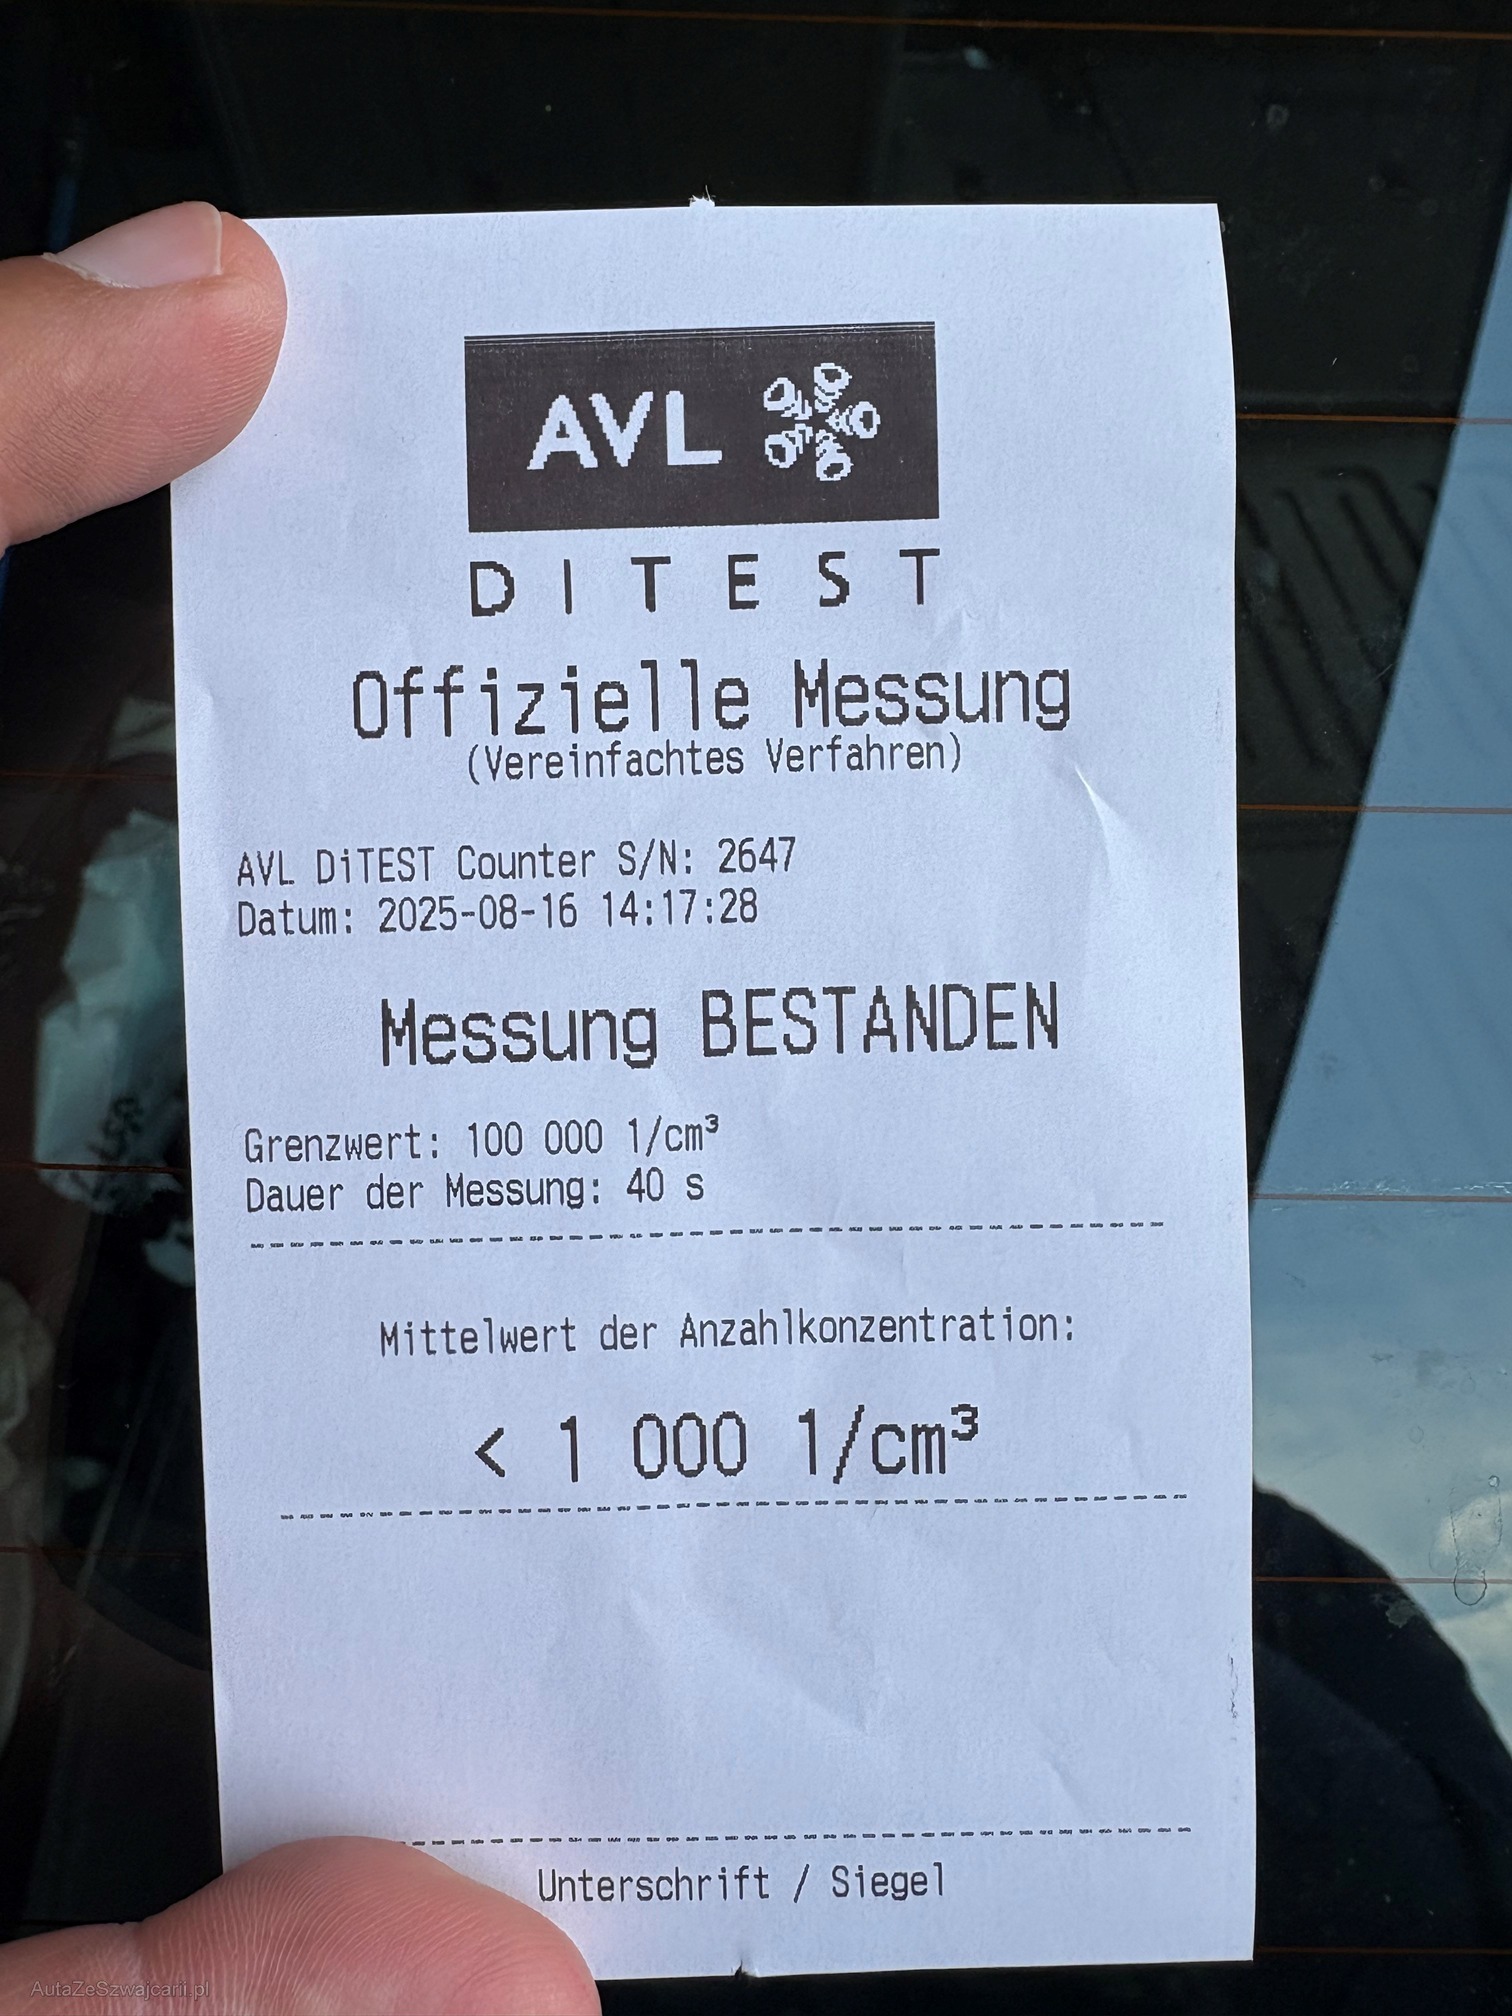 AVL
DITEST
Offizielle Messung
(Vereinfachtes Verfahren)
AVL DiTEST Counter S/N: 2647
Datum: 2025-08-16 14:17:28
Messung BESTANDEN
Grenzwert: 100 000 1/cm³
Dauer der Messung: 40 s
Mittelwert der Anzahlkonzentration:
< 1 000 1/cm³
Unterschrift / Siegel
AutaZeSzwajcarii.pl